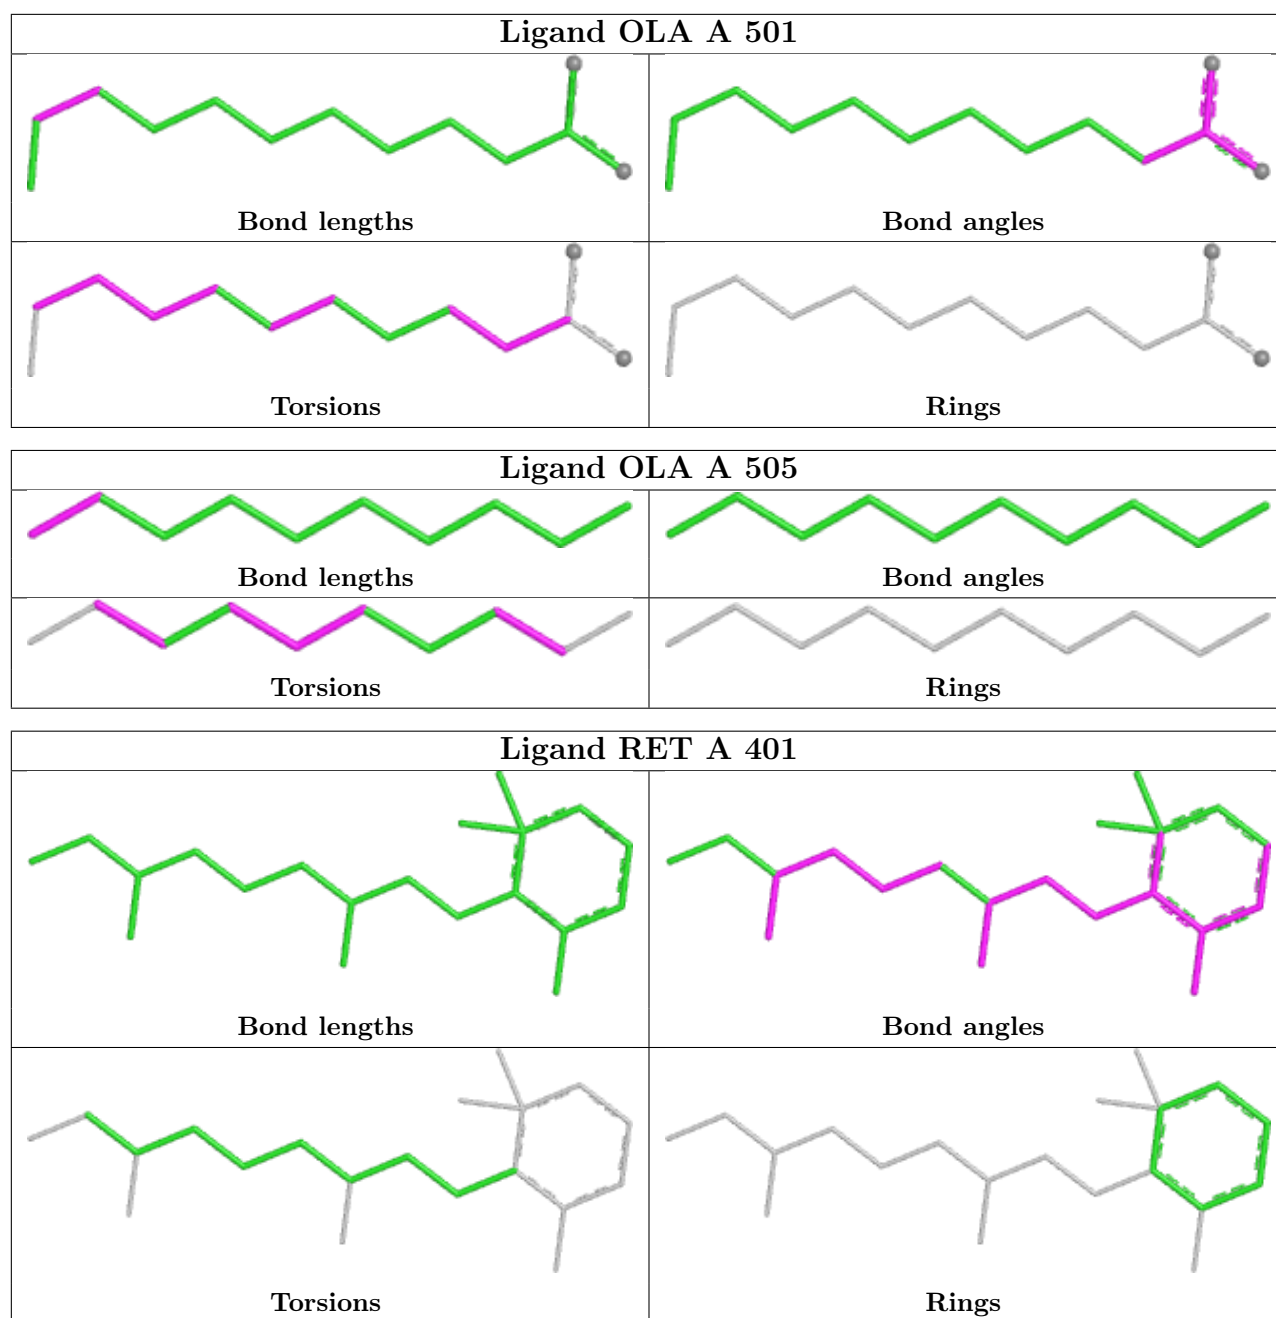 Ligand OLA A 501
Bond lengths
Bond angles
Torsions
Rings
Ligand OLA A 505
Bond lengths
Bond angles
Torsions
Rings
Ligand RET A 401
Bond lengths
Bond angles
Torsions
Rings